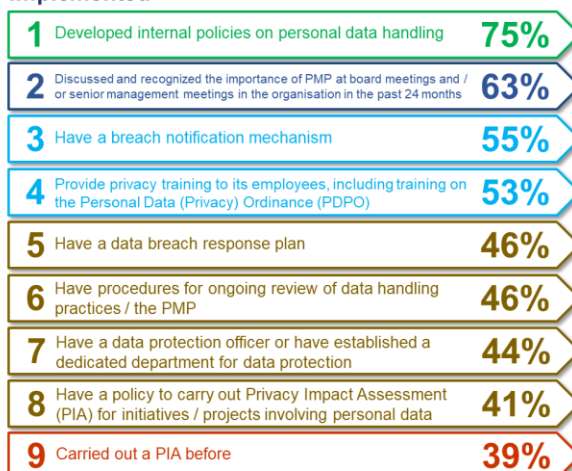 1 Developed internal policies on personal data handling 75%
2 Discussed and recognized the importance of PMP at board meetings and /
or senior management meetings in the organisation in the past 24 months 63%
3 Have a breach notification mechanism 55%
4 Provide privacy training to its employees, including training on
the Personal Data (Privacy) Ordinance (PDPO) 53%
5 Have a data breach response plan 46%
6 Have procedures for ongoing review of data handling
practices / the PMP 46%
7 Have a data protection officer or have established a
dedicated department for data protection 44%
8 Have a policy to carry out Privacy Impact Assessment
(PIA) for initiatives / projects involving personal data 41%
9 Carried out a PIA before 39%